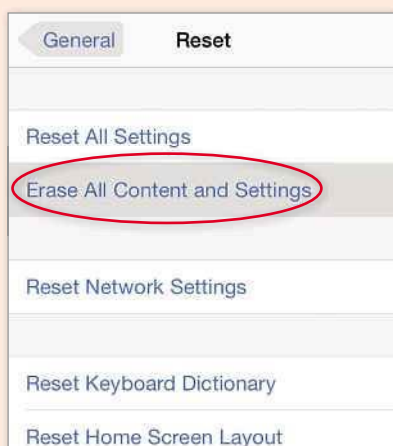 General Reset
Reset All Settings
Erase All Content and Settings
Reset Network Settings
Reset Keyboard Dictionary
Reset Home Screen Layout